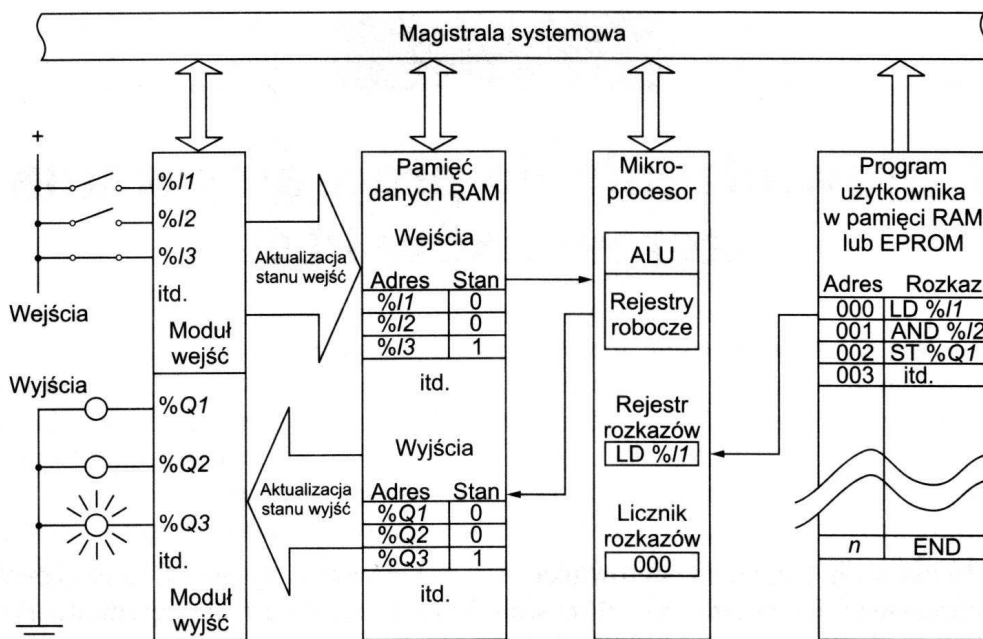 Magistrala systemowa
+
%I1
%I2
%I3
itd.
Wejścia
Moduł
wejść
Wyjścia
%Q1
%Q2
%Q3
itd.
Moduł
wyjść
Aktualizacja
stanu wejść
Aktualizacja
stanu wyjść
Pamięć
danych RAM
Wejścia
Adres Stan
%I1 0
%I2 0
%I3 1
itd.
Wyjścia
Adres Stan
%Q1 0
%Q2 0
%Q3 1
itd.
Mikro-
procesor
ALU
Rejestry
robocze
Rejestr
rozkazów
LD %I1
Licznik
rozkazów
000
Program
użytkownika
w pamięci RAM
lub EPROM
Adres Rozkaz
000 LD %I1
001 AND %I2
002 ST %Q1
003 itd.
n END